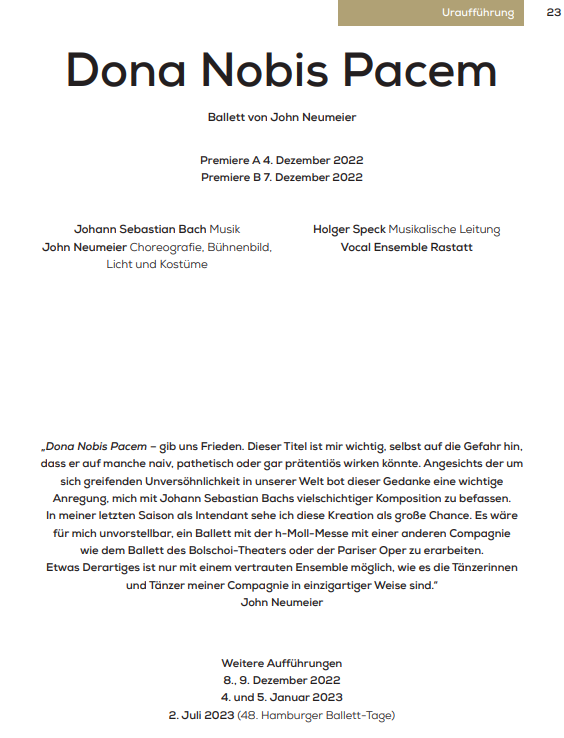 Uraufführung
23
Dona Nobis Pacem
Ballett von John Neumeier
Premiere A 4. Dezember 2022
Premiere B 7. Dezember 2022
Johann Sebastian Bach Musik
John Neumeier Choreografie, Bühnenbild,
Licht und Kostüme
Holger Speck Musikalische Leitung
Vocal Ensemble Rastatt
„Dona Nobis Pacem – gib uns Frieden. Dieser Titel ist mir wichtig, selbst auf die Gefahr hin,
dass er auf manche naiv, pathetisch oder gar prätentiös wirken könnte. Angesichts der um
sich greifenden Unversöhnlichkeit in unserer Welt bot dieser Gedanke eine wichtige
Anregung, mich mit Johann Sebastian Bachs vielschichtiger Komposition zu befassen.
In meiner letzten Saison als Intendant sehe ich diese Kreation als große Chance. Es wäre
für mich unvorstellbar, ein Ballett mit der h-Moll-Messe mit einer anderen Compagnie
wie dem Ballett des Bolschoi-Theaters oder der Pariser Oper zu erarbeiten.
Etwas Derartiges ist nur mit einem vertrauten Ensemble möglich, wie es die Tänzerinnen
und Tänzer meiner Compagnie in einzigartiger Weise sind.“
John Neumeier
Weitere Aufführungen
8., 9. Dezember 2022
4. und 5. Januar 2023
2. Juli 2023 (48. Hamburger Ballett-Tage)